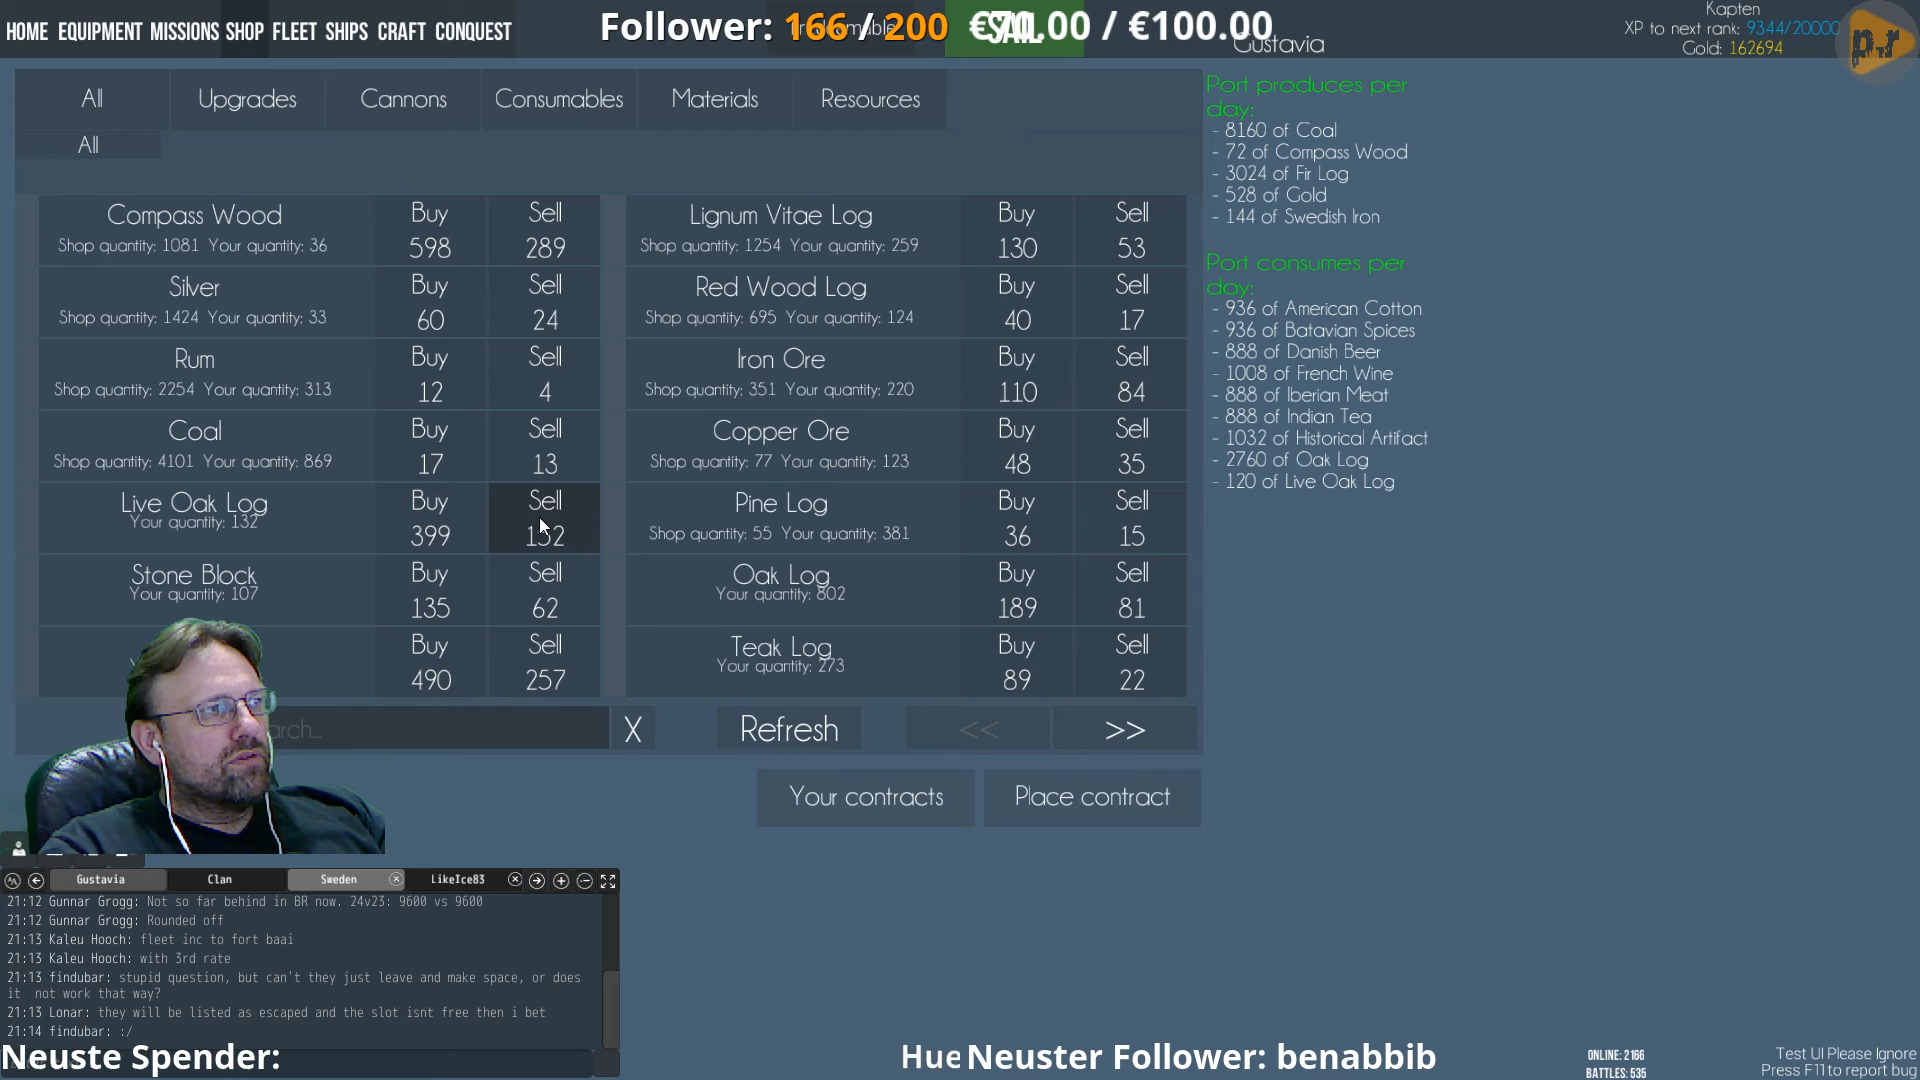 HOME EQUIPMENT MISSIONS SHOP FLEET SHIPS CRAFT CONQUEST
Follower: 166 / 200
€70.00 / €100.00
SAIL
Gustavia
Kapten
XP to next rank: 9344/20000
Gold: 162694
p.r
All Upgrades Cannons Consumables Materials Resources
All
Compass Wood
Shop quantity: 1081 Your quantity: 36
Buy 598
Sell 289
Lignum Vitae Log
Shop quantity: 1254 Your quantity: 259
Buy 130
Sell 53
Silver
Shop quantity: 1424 Your quantity: 33
Buy 60
Sell 24
Red Wood Log
Shop quantity: 695 Your quantity: 124
Buy 40
Sell 17
Rum
Shop quantity: 2254 Your quantity: 313
Buy 12
Sell 4
Iron Ore
Shop quantity: 351 Your quantity: 220
Buy 110
Sell 84
Coal
Shop quantity: 4101 Your quantity: 869
Buy 17
Sell 13
Copper Ore
Shop quantity: 77 Your quantity: 123
Buy 48
Sell 35
Live Oak Log
Your quantity: 132
Buy 399
Sell
Pine Log
Shop quantity: 55 Your quantity: 381
Buy 36
Sell 15
Stone Block
Your quantity: 107
Buy 135
Sell 62
Oak Log
Your quantity: 802
Buy 189
Sell 81
Buy 490
Sell 257
Teak Log
Your quantity: 273
Buy 89
Sell 22
X
Refresh
<<
>>
Your contracts
Place contract
Port produces per
day:
- 8160 of Coal
- 72 of Compass Wood
- 3024 of Fir Log
- 528 of Gold
- 144 of Swedish Iron
Port consumes per
day:
- 936 of American Cotton
- 936 of Batavian Spices
- 888 of Danish Beer
- 1008 of French Wine
- 888 of Iberian Meat
- 888 of Indian Tea
- 1032 of Historical Artifact
- 2760 of Oak Log
- 120 of Live Oak Log
Gustavia Clan Sweden LikeIce83
21:12 Gunnar Grogg: Not so far behind in BR now. 24v23: 9600 vs 9600
21:12 Gunnar Grogg: Rounded off
21:13 Kaleu Hooch: fleet inc to fort baai
21:13 Kaleu Hooch: with 3rd rate
21:13 findubar: stupid question, but can't they just leave and make space, or does
it not work that way?
21:13 Lonar: they will be listed as escaped and the slot isnt free then i bet
21:14 findubar: :/
Neuste Spender:
Hue
Neuster Follower: benabbib
ONLINE: 2166
BATTLES: 535
Test UI Please Ignore
Press F11 to report bug